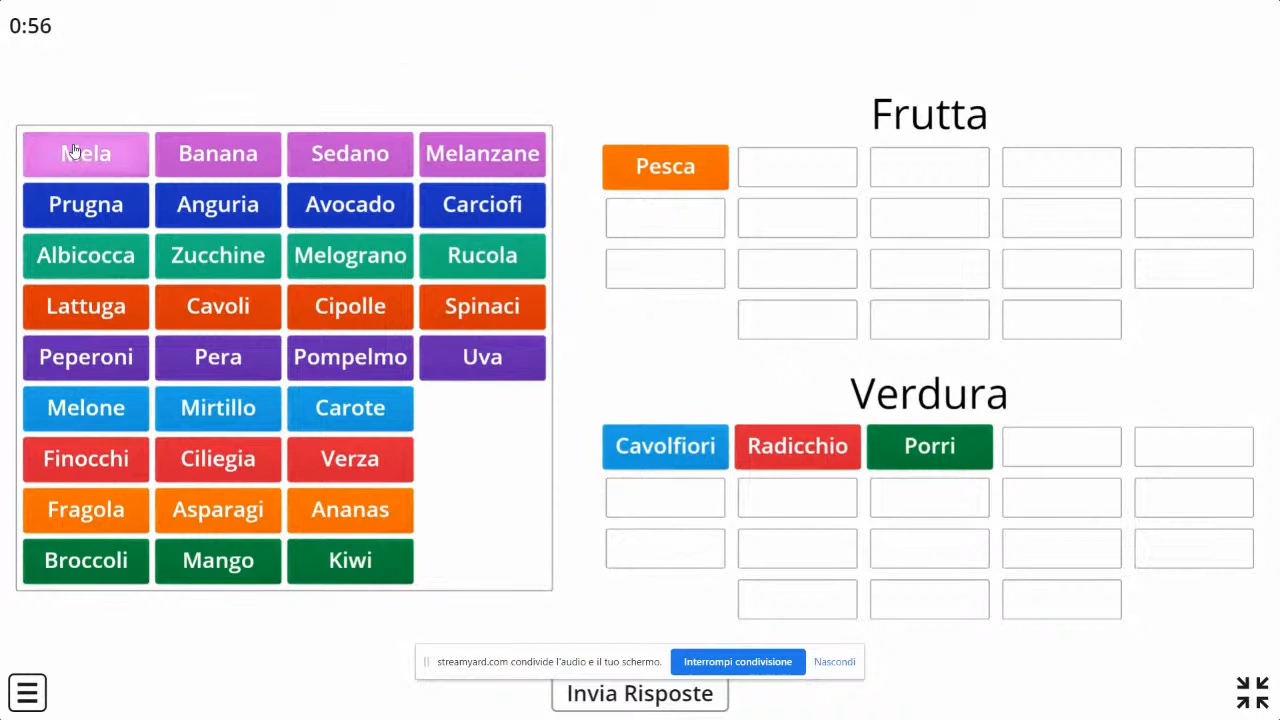 0:56
Mela Banana Sedano Melanzane
Prugna Anguria Avocado Carciofi
Albicocca Zucchine Melograno Rucola
Lattuga Cavoli Cipolle Spinaci
Peperoni Pera Pompelmo Uva
Melone Mirtillo Carote
Finocchi Ciliegia Verza
Fragola Asparagi Ananas
Broccoli Mango Kiwi
Frutta
Pesca
Verdura
Cavolfiori Radicchio Porri
streamyard.com condivide l'audio e il tuo schermo. Interrompi condivisione Nascondi
Invia Risposte